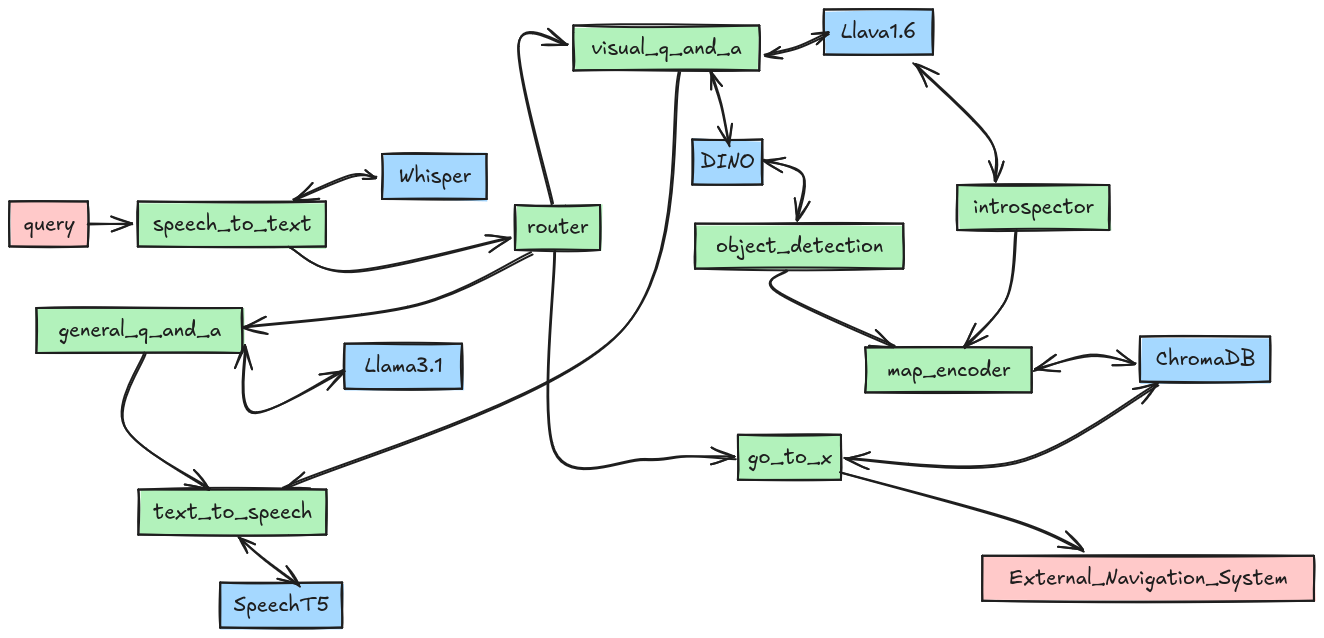 Llava1.6
visual_q_and_a
DINO
Whisper
introspector
query
speech_to_text
router
object_detection
general_q_and_a
Llama3.1
map_encoder
ChromaDB
go_to_x
text_to_speech
External_Navigation_System
SpeechT5